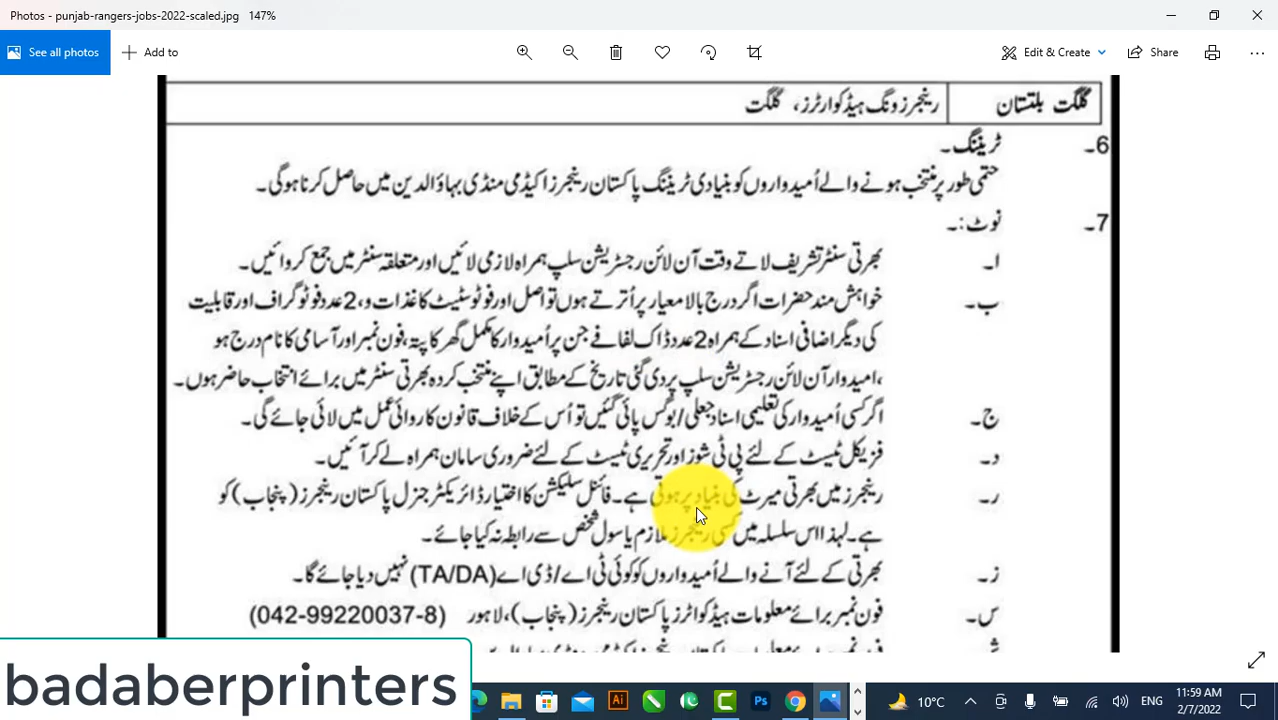 Photos - punjab-rangers-jobs-2022-scaled.jpg 147%
See all photos
Add to
Edit & Create
Share
گلگت بلتستان رینجرز ونگ ہیڈ کوارٹرز، گلگت
6۔ ٹریننگ۔
حتمی طور پر منتخب ہونے والے اُمیدواروں کو بنیادی ٹریننگ پاکستان رینجرز اکیڈمی منڈی بہاؤالدین میں حاصل کرنا ہوگی۔
7۔ نوٹ:۔
ا۔ بھرتی سنٹر تشریف لاتے وقت آن لائن رجسٹریشن سلپ ہمراہ لازمی لائیں اور متعلقہ سنٹر میں جمع کروائیں۔
ب۔ خواہش مند حضرات اگر درج بالا معیار پر اُترتے ہوں تو اصل اور فوٹوسٹیٹ کاغذات و، 2 عدد فوٹو گراف اور قابلیت
کی دیگر اضافی اسناد کے ہمراہ 2 عدد ڈاک لفافے جن پر اُمیدوار کا مکمل گھر کا پتہ، فون نمبر اور آسامی کا نام درج ہو
،امیدوار آن لائن رجسٹریشن سلپ پر دی گئی تاریخ کے مطابق اپنے منتخب کردہ بھرتی سنٹر میں برائے انتخاب حاضر ہوں۔
ج۔ اگر کسی اُمیدوار کی تعلیمی اسناد جعلی/بوگس پائی گئیں تو اُس کے خلاف قانون کاروائی عمل میں لائی جائے گی۔
د۔ فزیکل ٹیسٹ کے لئے پی ٹی شوز اور تحریری ٹیسٹ کے لئے ضروری سامان ہمراہ لے کر آئیں۔
ر۔ رینجرز میں بھرتی میرٹ کی بنیاد پر ہوتی ہے۔ فائنل سلیکشن کا اختیار ڈائریکٹر جنرل پاکستان رینجرز (پنجاب) کو
ہے۔ لہذا اس سلسلہ میں کسی رینجرز ملازم یا سول شخص سے رابطہ نہ کیا جائے۔
ز۔ بھرتی کے لئے آنے والے اُمیدواروں کو کوئی ٹی اے/ڈی اے (TA/DA) نہیں دیا جائے گا۔
س۔ فون نمبر برائے معلومات ہیڈ کواٹرز پاکستان رینجرز (پنجاب)، لاہور (042-99220037-8)
badaberprinters
Ai
Ps
10°C
ENG
11:59 AM
2/7/2022